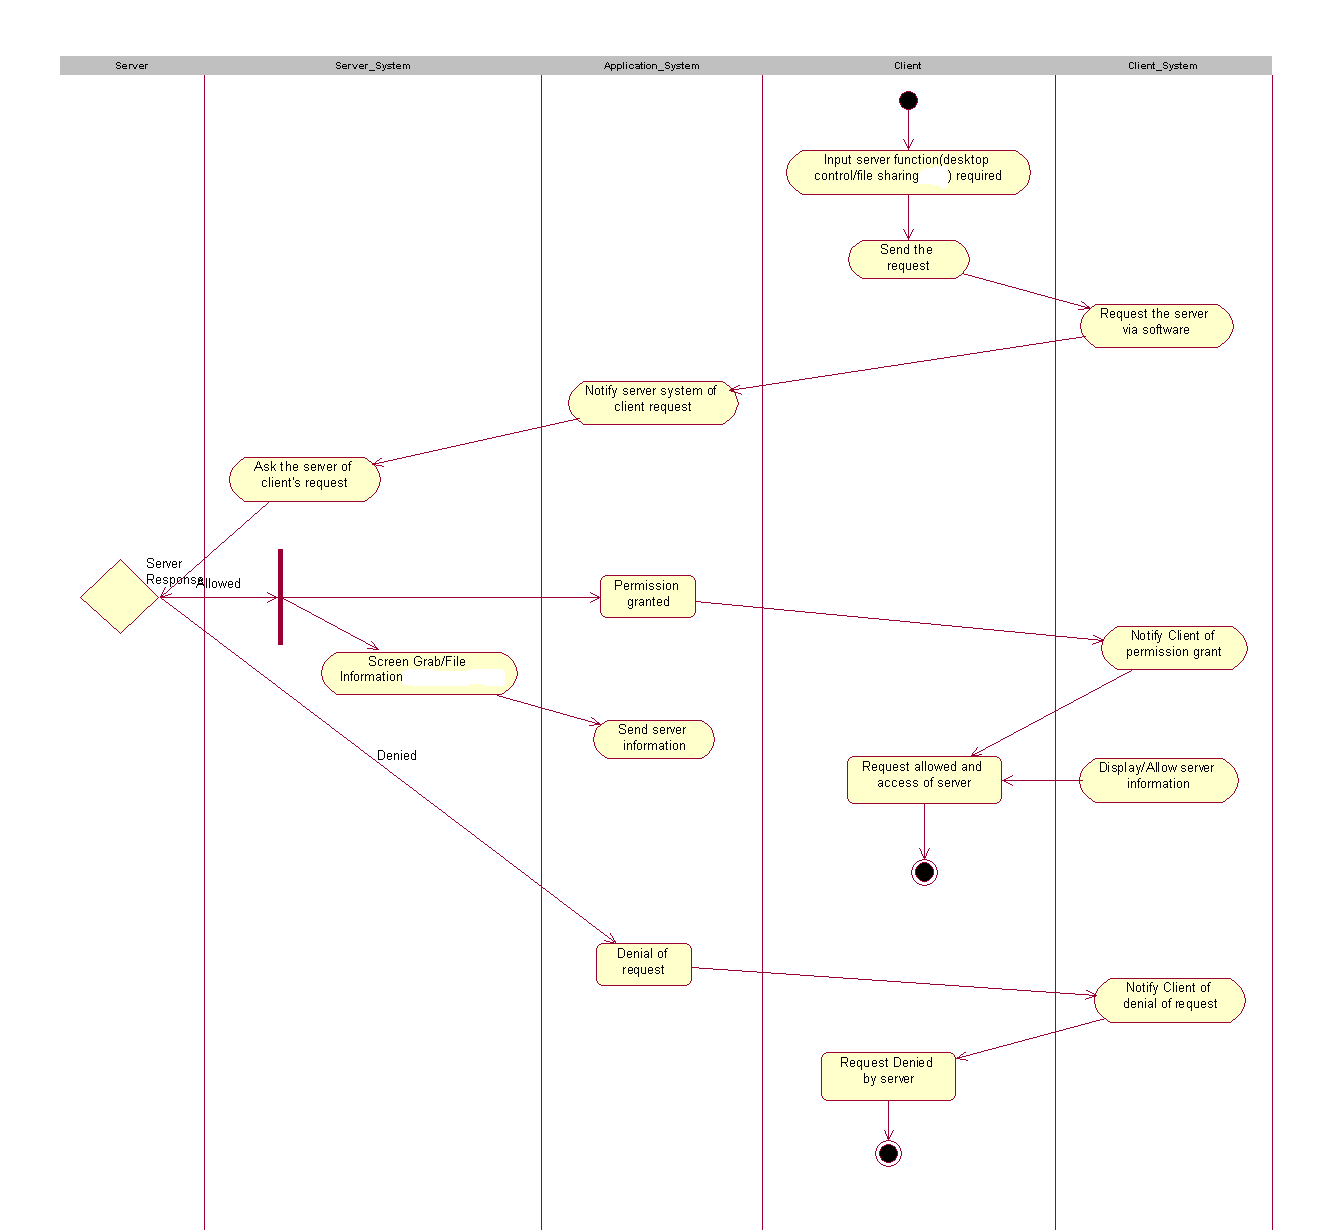 Server
Server_System
Application_System
Client
Client_System
Input server function(desktop
control/file sharing ) required
Send the
request
Request the server
via software
Notify server system of
client request
Ask the server of
client's request
Server
Response
Allowed
Permission
granted
Notify Client of
permission grant
Screen Grab/File
Information
Send server
information
Denied
Request allowed and
access of server
Display/Allow server
information
Denial of
request
Notify Client of
denial of request
Request Denied
by server